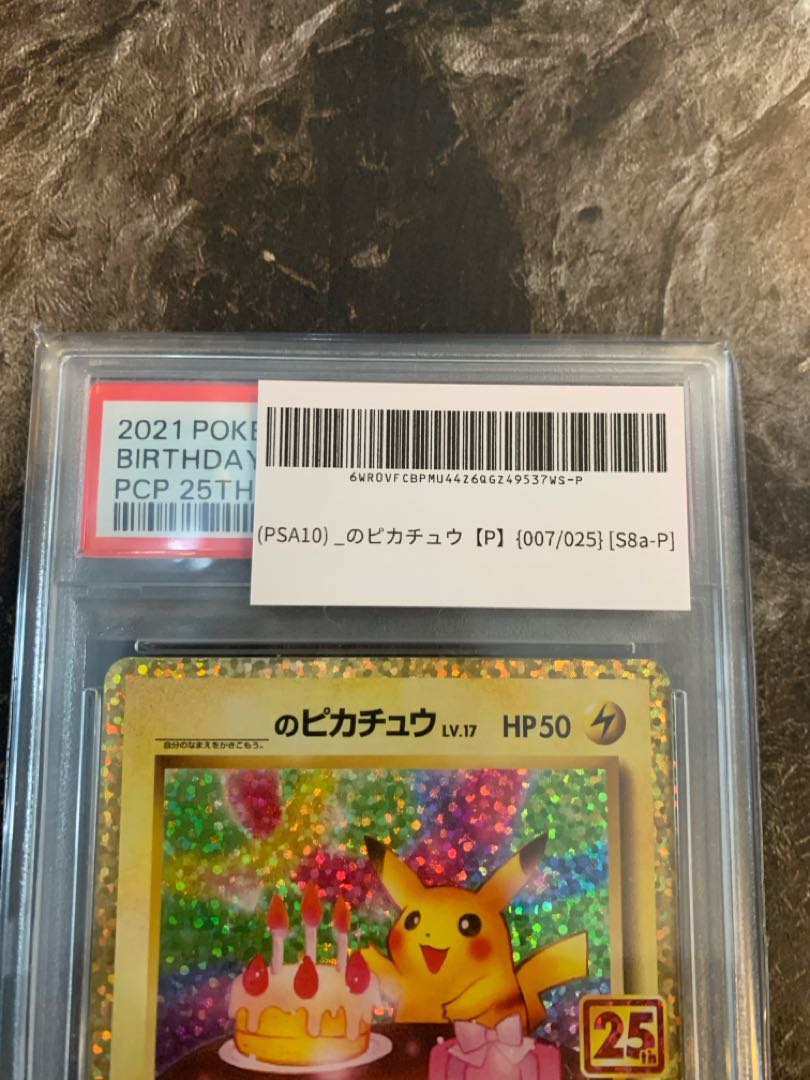 2021 POKE
BIRTHDAY
PCP 25TH
6WROVFCBPMU44Z6QGZ49537WS-P
(PSA10) _のピカチュウ【P】{007/025} [S8a-P]
のピカチュウ LV.17 HP50
自分のなまえをかきこもう。
25th